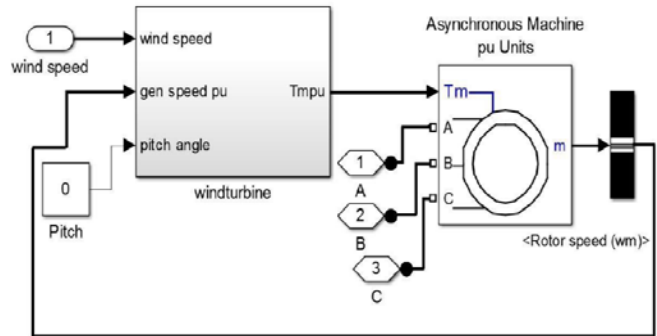 Asynchronous Machine
pu Units
1
wind speed
wind speed
gen speed pu
pitch angle
Tmpu
windturbine
0
Pitch
Tm
A
B
C
m
1
A
2
B
3
C
<Rotor speed (wm)>